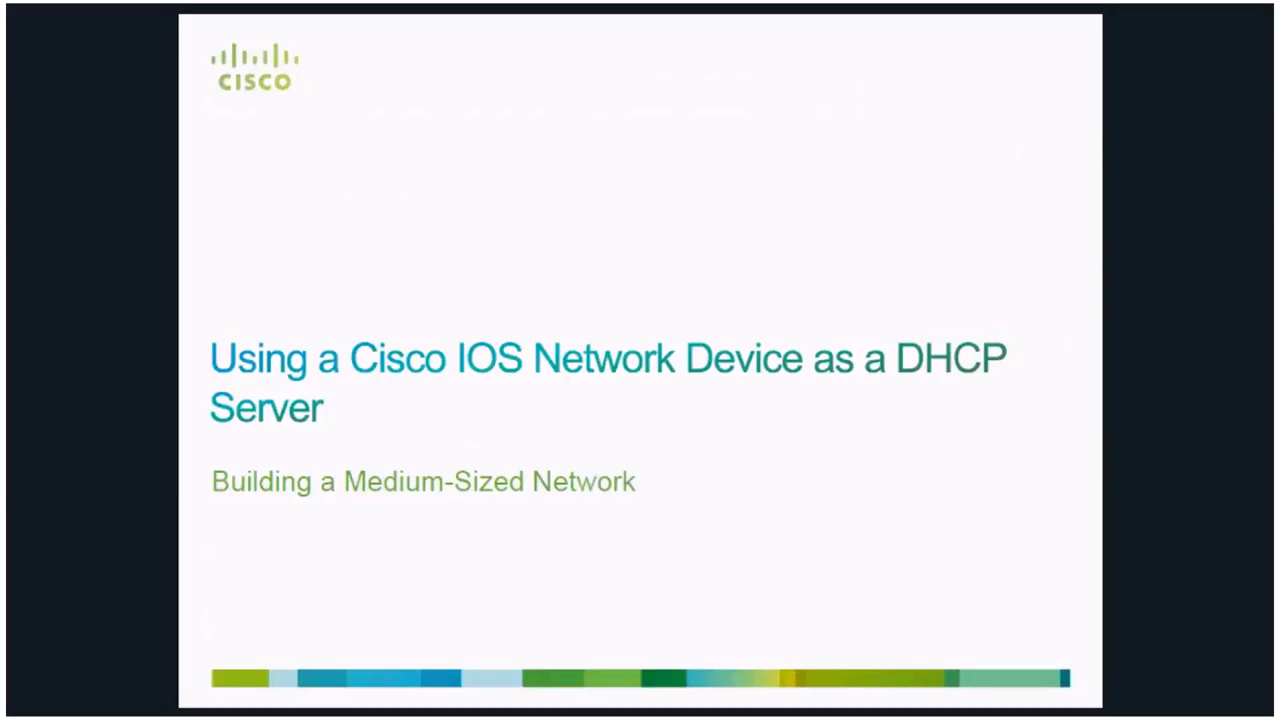 CISCO
Using a Cisco IOS Network Device as a DHCP
Server
Building a Medium-Sized Network